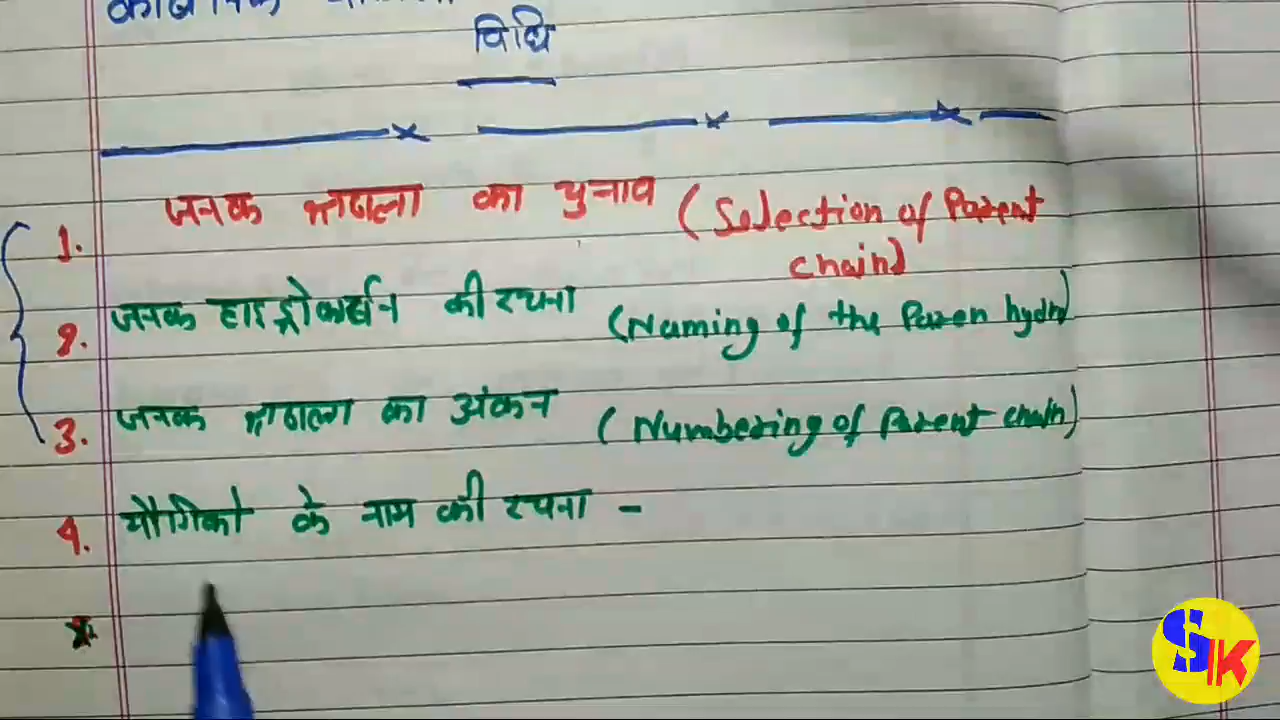 विधि
1. जनक श्रृंखला का चुनाव (Selection of Parent
chain)
2. जनक हाइड्रोकार्बन की रचना (Naming of the Paren hydro)
3. जनक श्रृंखला का अंकन (Numbering of Parent chain)
4. यौगिको के नाम की रचना -
*
SK